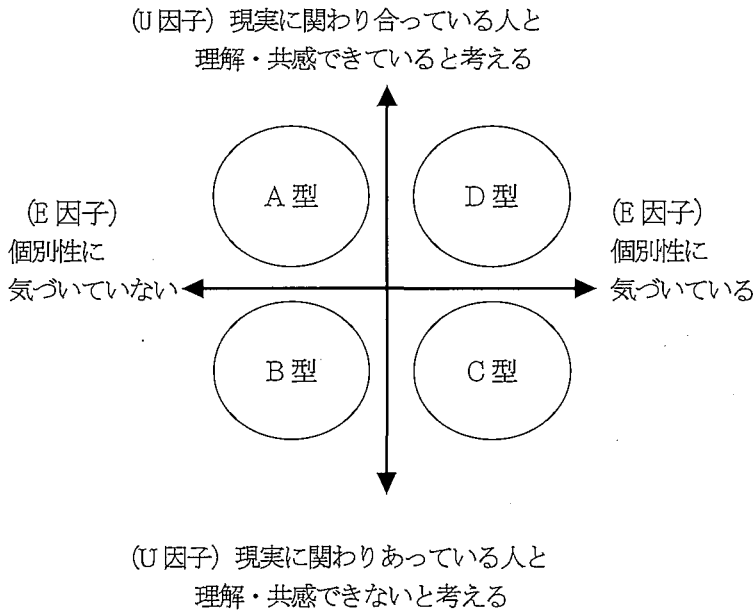 (U因子) 現実に関わり合っている人と
理解・共感できていると考える
A型
D型
(E因子)
個別性に
気づいていない
(E因子)
個別性に
気づいている
B型
C型
(U因子) 現実に関わりあっている人と
理解・共感できないと考える